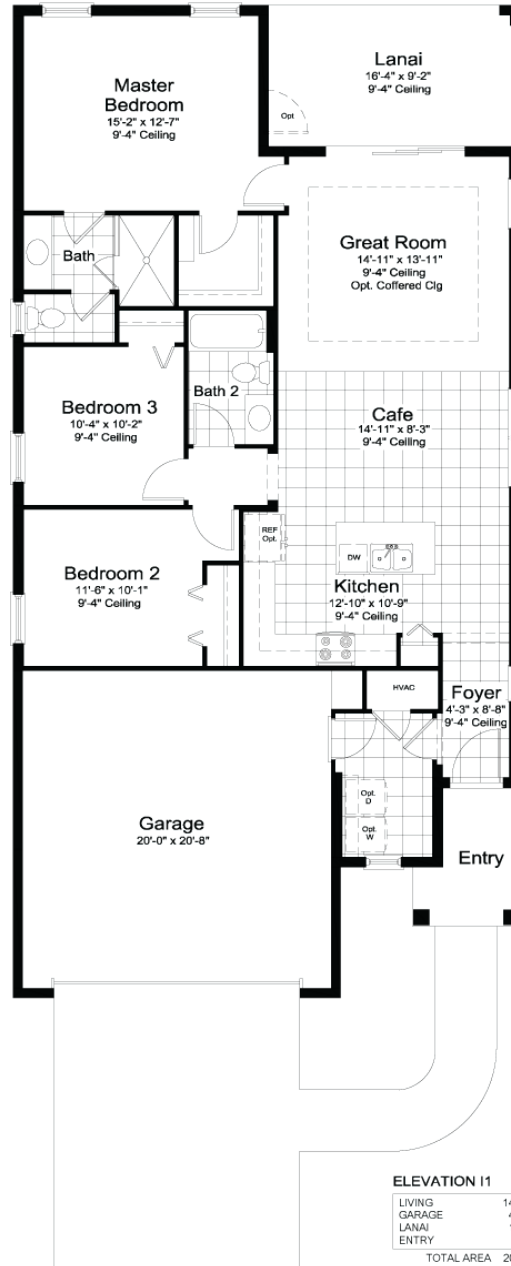 Master
Bedroom
15'-2" x 12'-7"
9'-4" Ceiling
Lanai
16'-4" x 9'-2"
9'-4" Ceiling
Opt
Great Room
14'-11" x 13'-11"
9'-4" Ceiling
Opt. Coffered Clg
Bath
Bath 2
Bedroom 3
10'-4" x 10'-2"
9'-4" Ceiling
Cafe
14'-11" x 8'-3"
9'-4" Ceiling
REF
Opt.
DW
Kitchen
12'-10" x 10'-9"
9'-4" Ceiling
Bedroom 2
11'-6" x 10'-1"
9'-4" Ceiling
HVAC
Foyer
4'-3" x 8'-8"
9'-4" Ceiling
Opt.
D
Opt.
W
Garage
20'-0" x 20'-8"
Entry
ELEVATION I1
LIVING 14
GARAGE 4
LANAI
ENTRY
TOTAL AREA 20